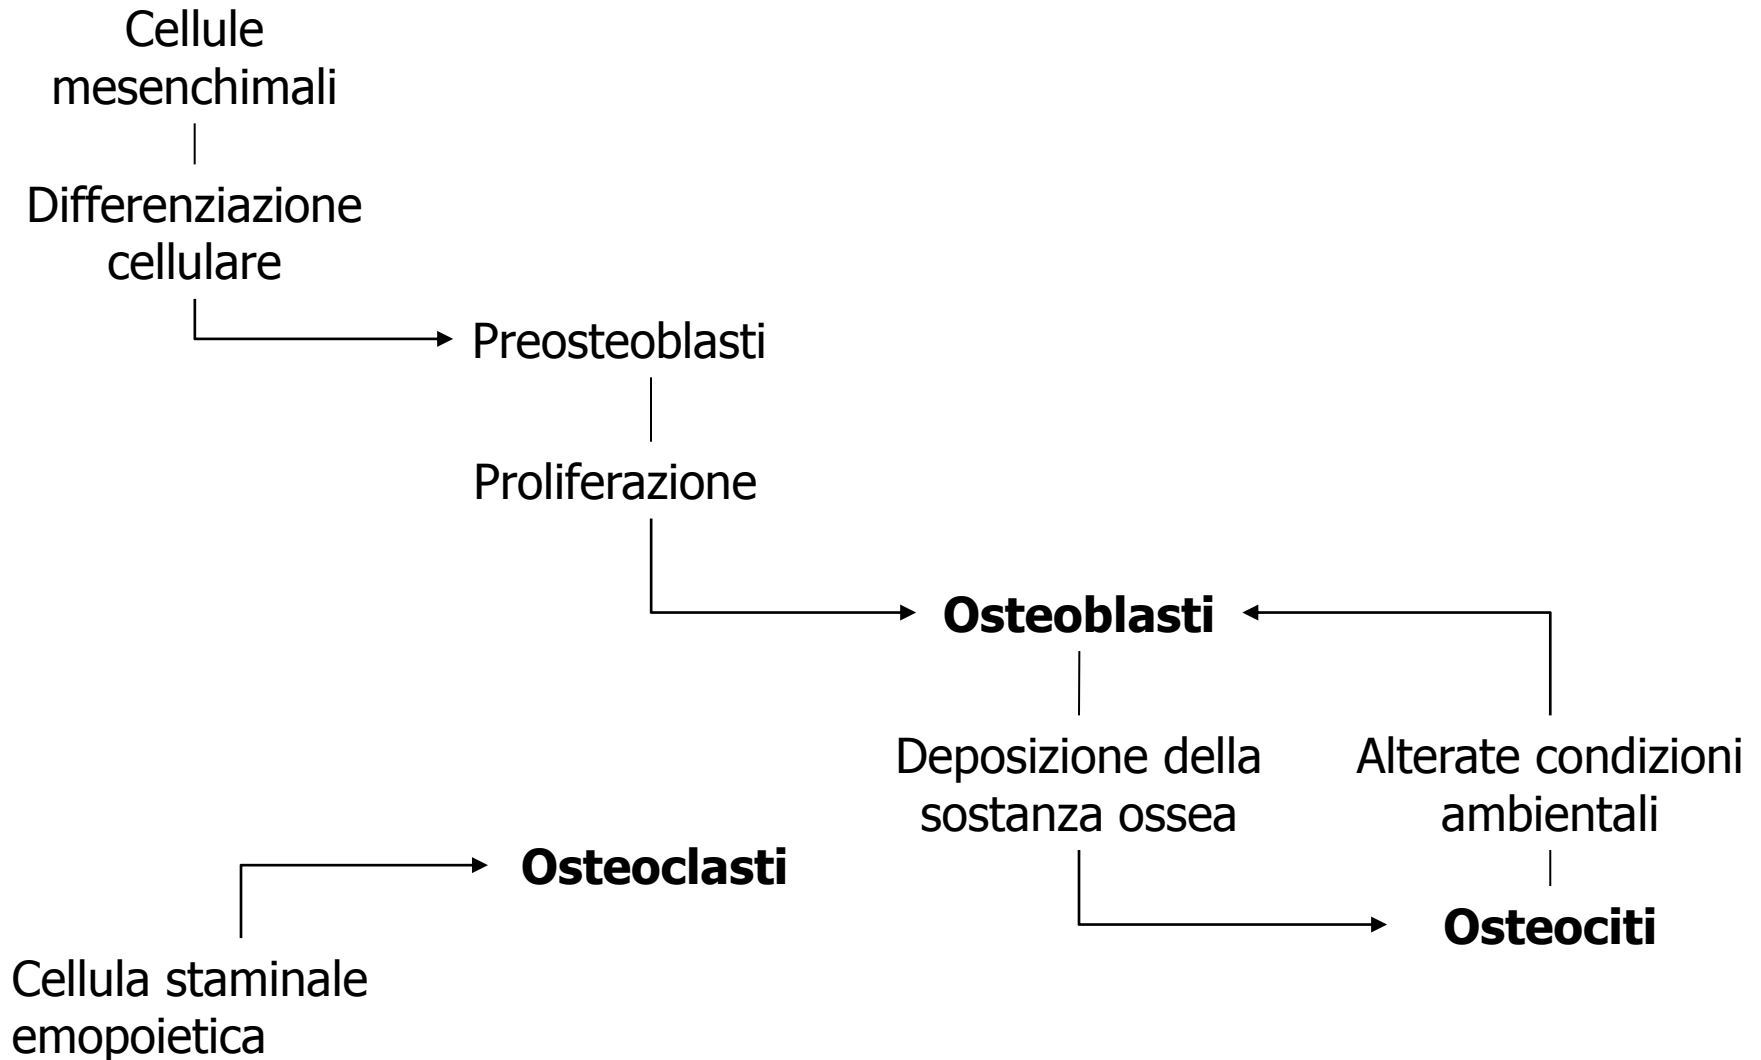 Cellule
mesenchimali
Differenziazione
cellulare
Preosteoblasti
Proliferazione
Osteoblasti
Deposizione della
sostanza ossea
Alterate condizioni
ambientali
Osteociti
Osteoclasti
Cellula staminale
emopoietica